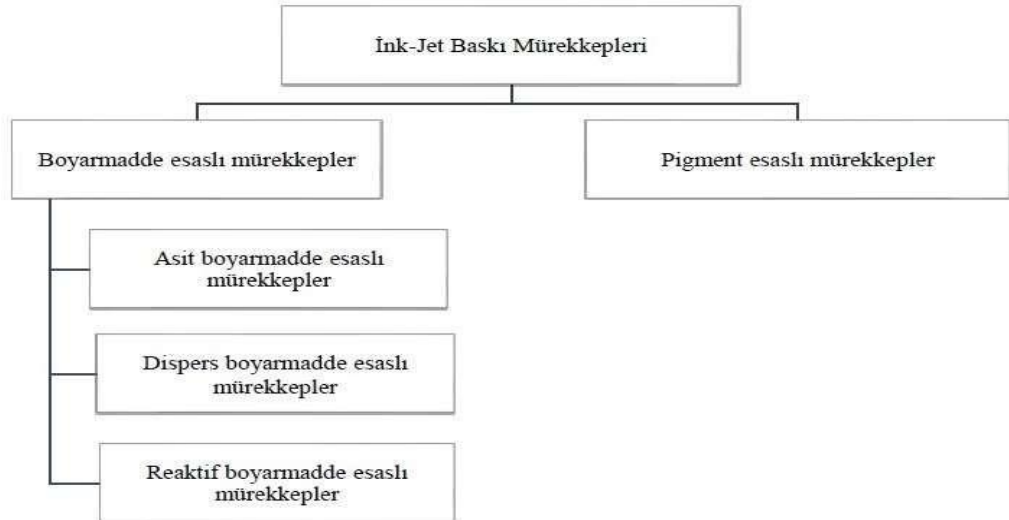 İnk-Jet Baskı Mürekkepleri
Boyarmadde esaslı mürekkepler
Pigment esaslı mürekkepler
Asit boyarmadde esaslı
mürekkepler
Dispers boyarmadde esaslı
mürekkepler
Reaktif boyarmadde esaslı
mürekkepler